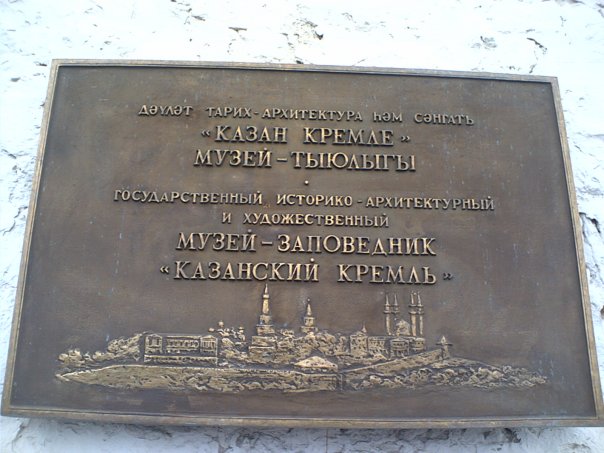 ДӘҮЛӘТ ТАРИХ-АРХИТЕКТУРА ҺӘМ СӘНГАТЬ
"КАЗАН КРЕМЛЕ"
МУЗЕЙ-ТЫЮЛЫГЫ
ГОСУДАРСТВЕННЫЙ ИСТОРИКО-АРХИТЕКТУРНЫЙ
И ХУДОЖЕСТВЕННЫЙ
МУЗЕЙ-ЗАПОВЕДНИК
"КАЗАНСКИЙ КРЕМЛЬ"